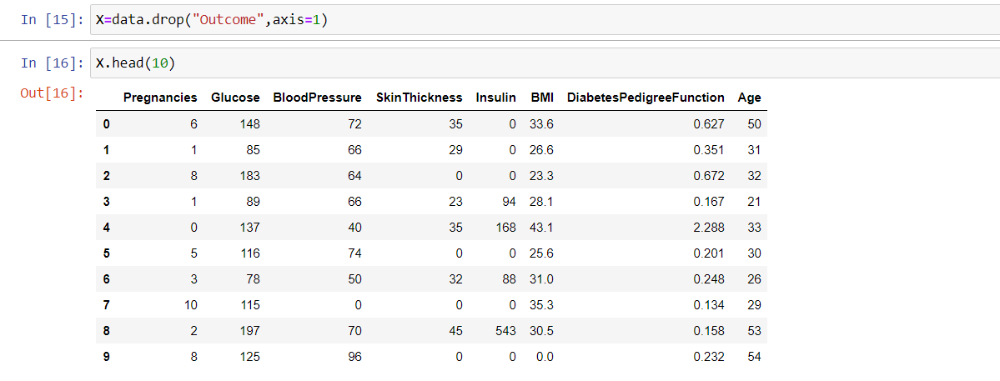 In [15]: X=data.drop("Outcome",axis=1)
In [16]: X.head(10)
Out[16]:
Pregnancies Glucose BloodPressure SkinThickness Insulin BMI DiabetesPedigreeFunction Age
0 6 148 72 35 0 33.6 0.627 50
1 1 85 66 29 0 26.6 0.351 31
2 8 183 64 0 0 23.3 0.672 32
3 1 89 66 23 94 28.1 0.167 21
4 0 137 40 35 168 43.1 2.288 33
5 5 116 74 0 0 25.6 0.201 30
6 3 78 50 32 88 31.0 0.248 26
7 10 115 0 0 0 35.3 0.134 29
8 2 197 70 45 543 30.5 0.158 53
9 8 125 96 0 0 0.0 0.232 54